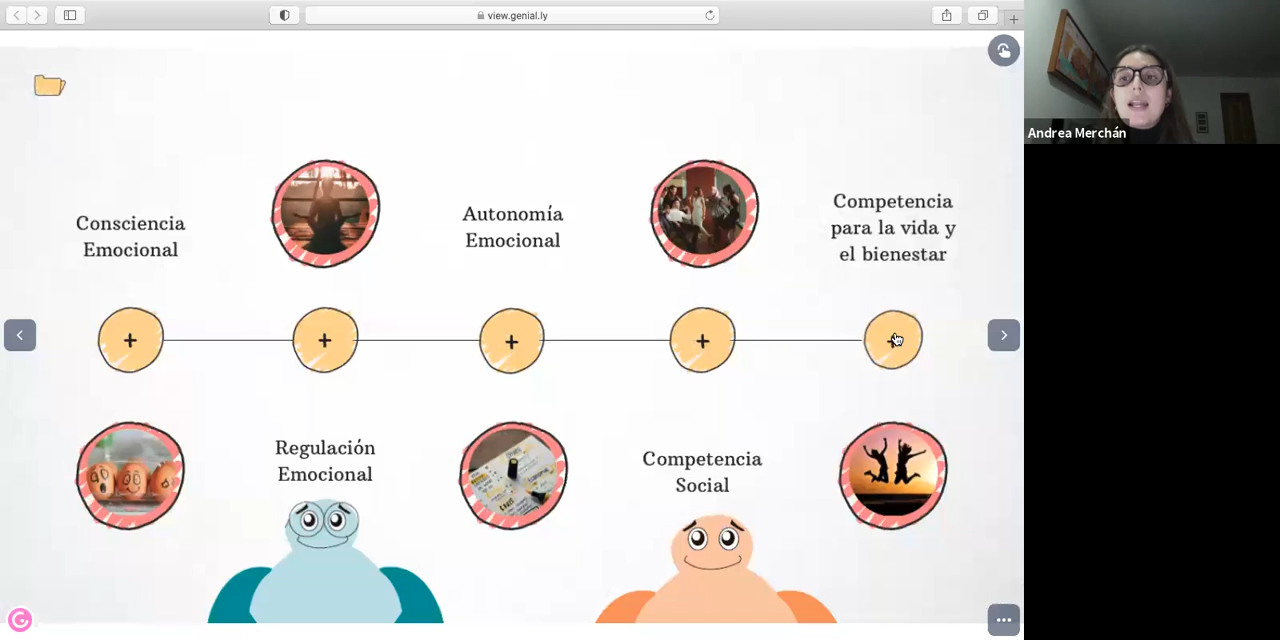 view.genial.ly
Andrea Merchán
Consciencia
Emocional
Autonomía
Emocional
Competencia
para la vida y
el bienestar
+
+
+
+
Regulación
Emocional
Competencia
Social